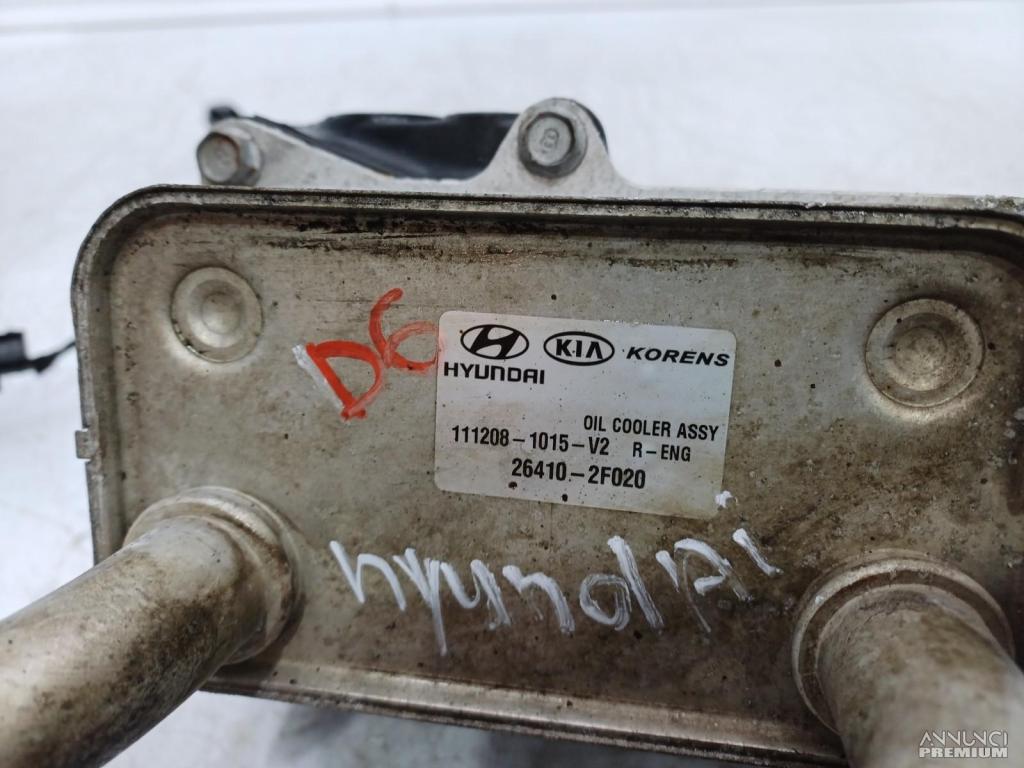 D6
HYUNDAI KIA KORENS
OIL COOLER ASSY
111208-1015-V2 R-ENG
26410-2F020
hyundai
ANNUNCI
PREMIUM